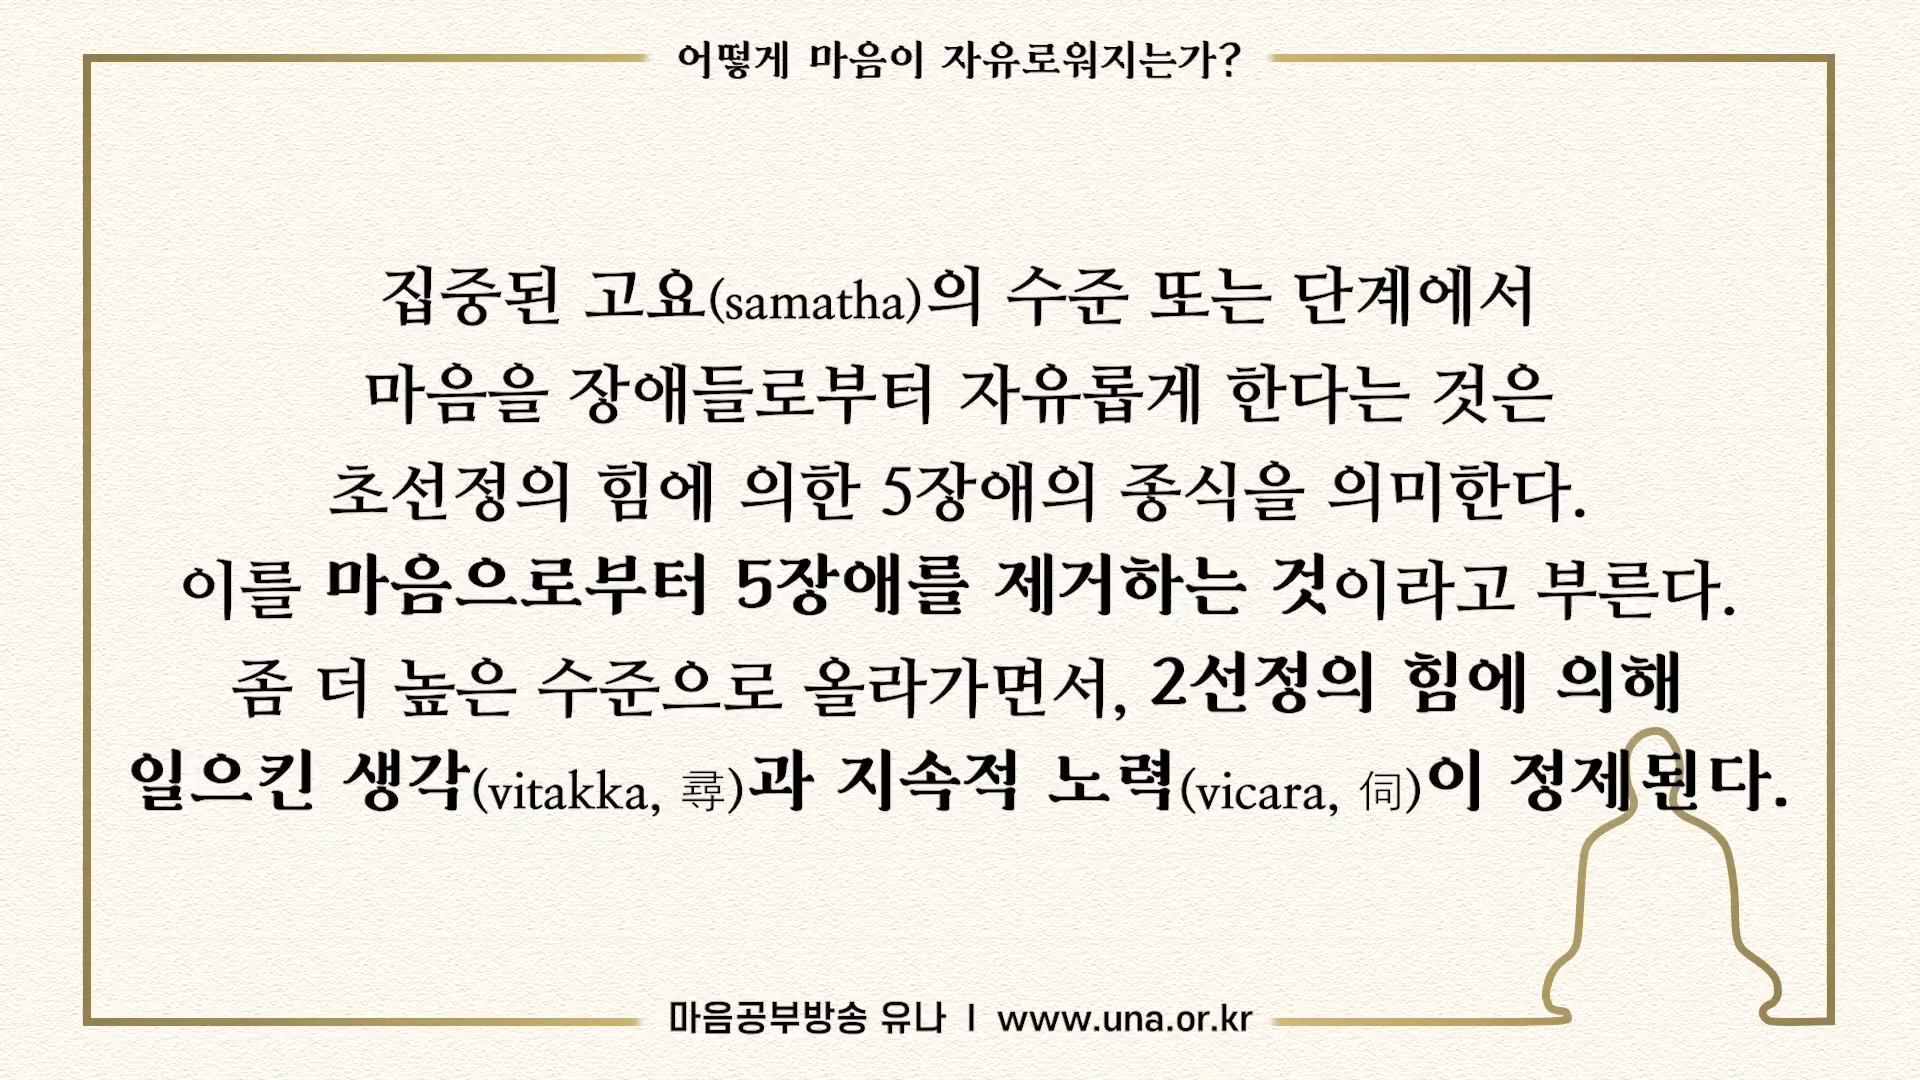 어떻게 마음이 자유로워지는가?
집중된 고요(samatha)의 수준 또는 단계에서
마음을 장애들로부터 자유롭게 한다는 것은
초선정의 힘에 의한 5장애의 종식을 의미한다.
이를 마음으로부터 5장애를 제거하는 것이라고 부른다.
좀 더 높은 수준으로 올라가면서, 2선정의 힘에 의해
일으킨 생각(vitakka, 尋)과 지속적 노력(vicara, 伺)이 정제된다.
마음공부방송 유나 | www.una.or.kr